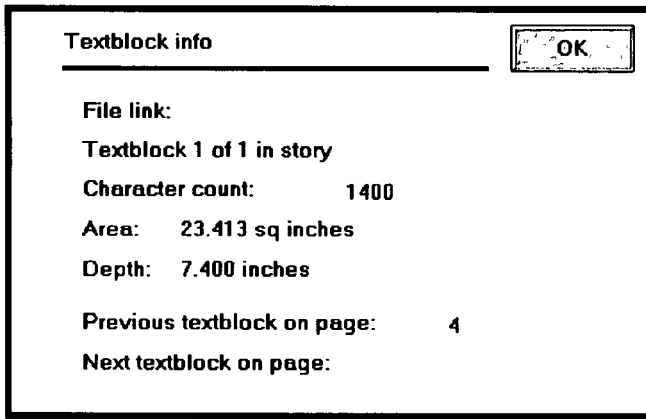 Textblock info
OK
File link:
Textblock 1 of 1 in story
Character count: 1400
Area: 23.413 sq inches
Depth: 7.400 inches
Previous textblock on page: 4
Next textblock on page: